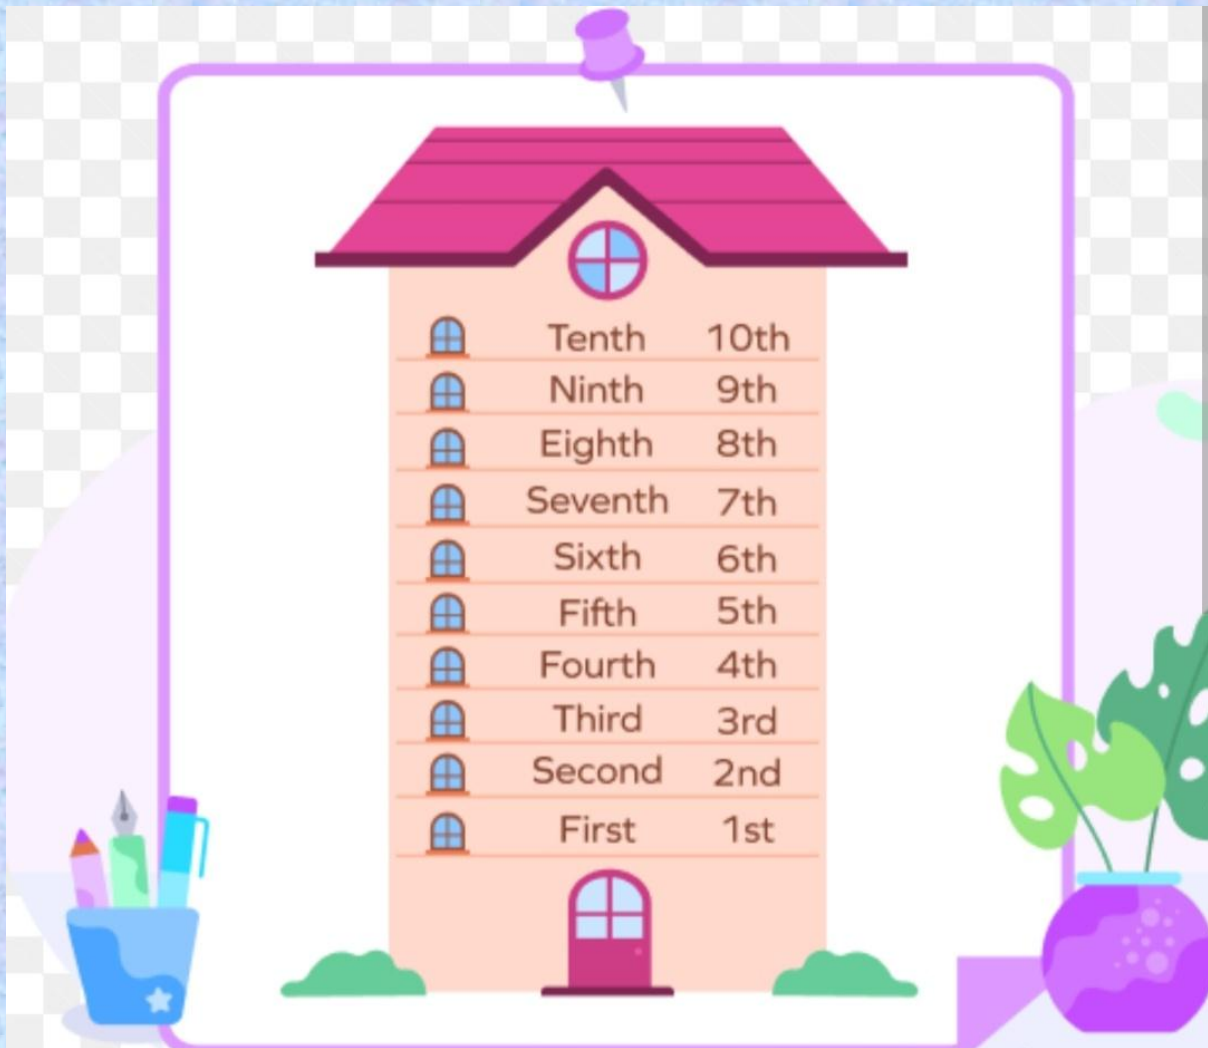 Tenth 10th
Ninth 9th
Eighth 8th
Seventh 7th
Sixth 6th
Fifth 5th
Fourth 4th
Third 3rd
Second 2nd
First 1st